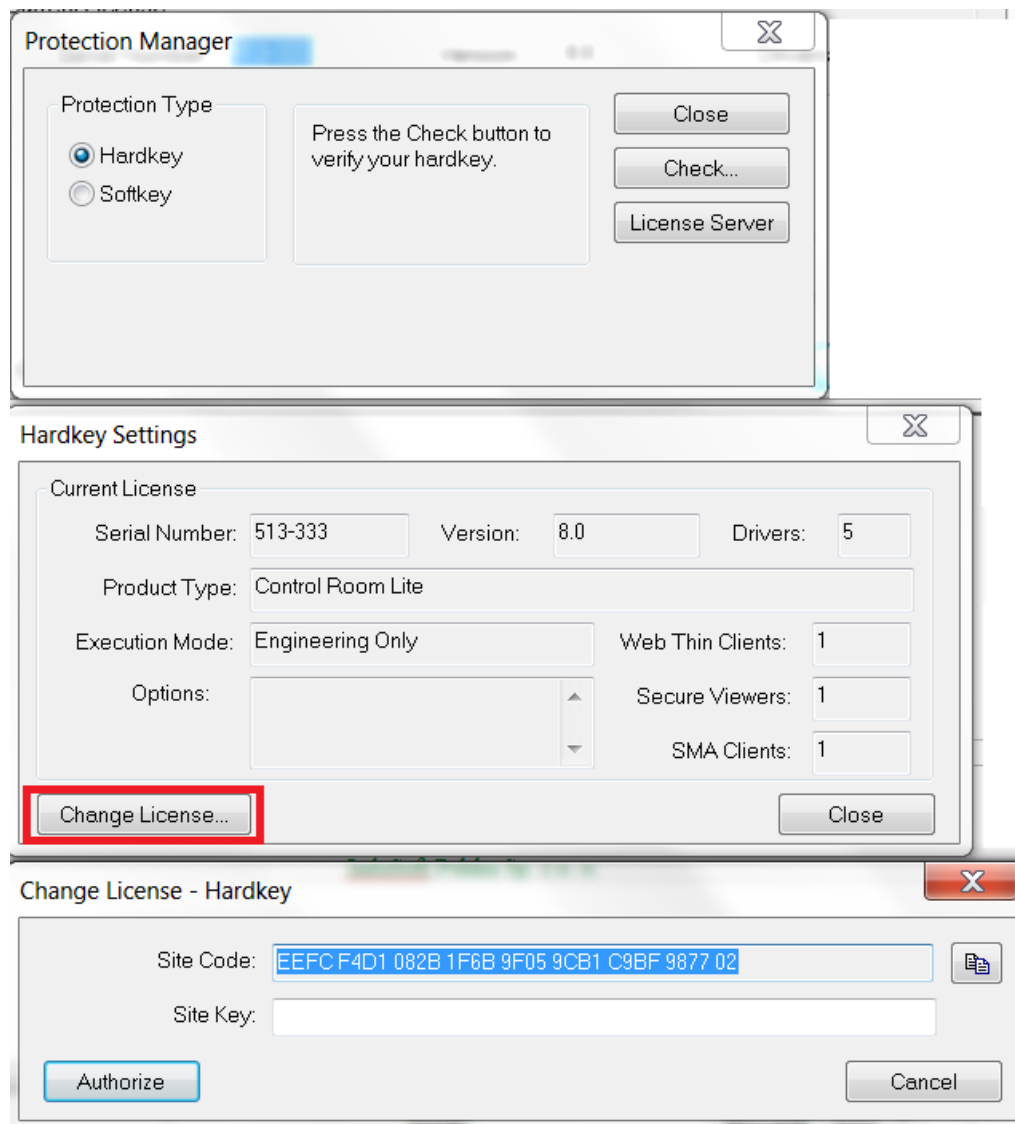 Protection Manager
Protection Type
Hardkey
Softkey
Press the Check button to
verify your hardkey.
Close
Check...
License Server
Hardkey Settings
Current License
Serial Number: 513-333 Version: 8.0 Drivers: 5
Product Type: Control Room Lite
Execution Mode: Engineering Only Web Thin Clients: 1
Options: Secure Viewers: 1
SMA Clients: 1
Change License... Close
Change License - Hardkey
Site Code: EEFC F4D1 082B 1F6B 9F05 9CB1 C9BF 9877 02
Site Key:
Authorize Cancel